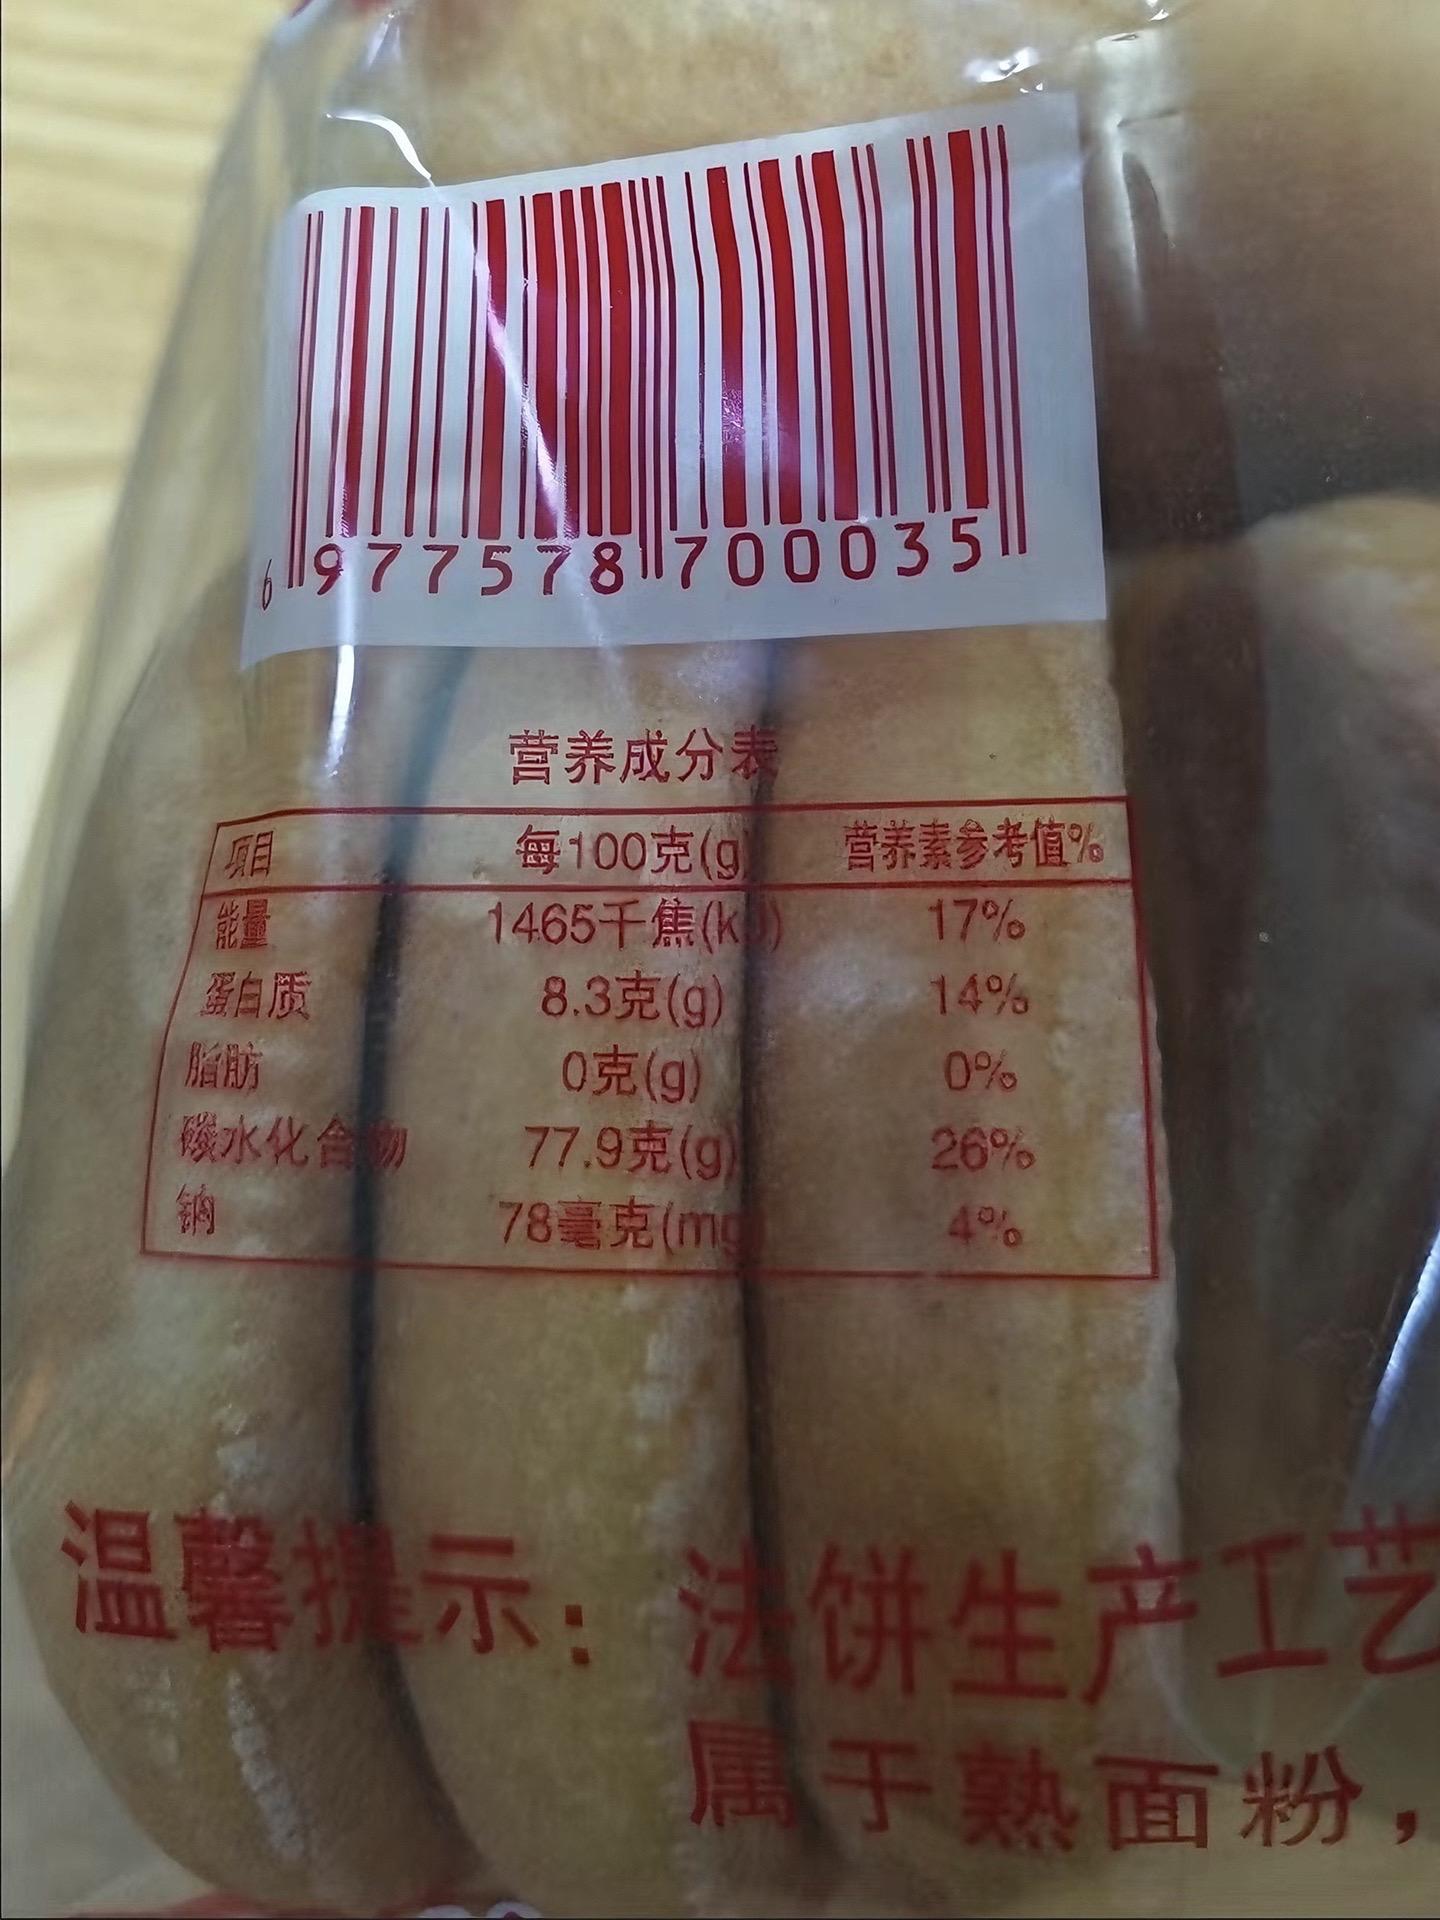 6 977578 700035
营养成分表
项目 每100克(g) 营养素参考值%
能量 1465千焦(kJ) 17%
蛋白质 8.3克(g) 14%
脂肪 0克(g) 0%
碳水化合物 77.9克(g) 26%
钠 78毫克(mg) 4%
温馨提示：法饼生产工艺
属于熟面粉，